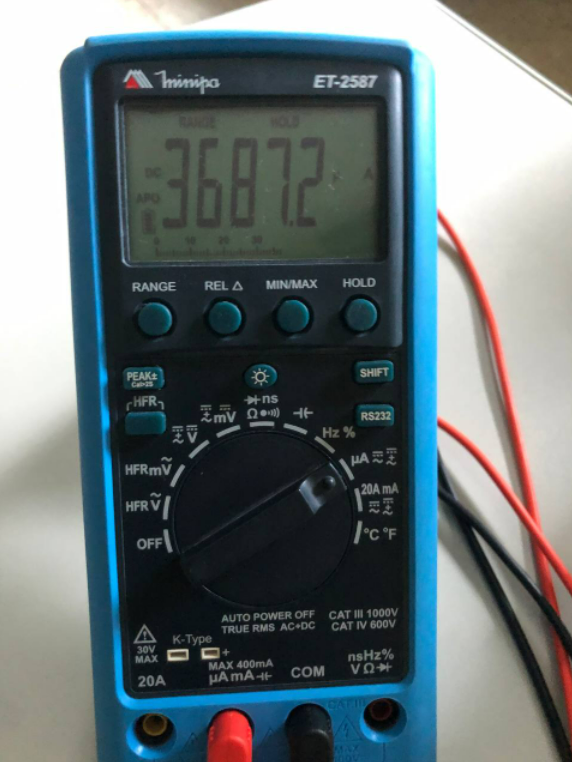 minipa ET-2587
RANGE HOLD
DC 3687.2 A
APO
0 10 20 30
RANGE REL Δ MIN/MAX HOLD
PEAK± SHIFT
Cal>2S
HFR RS232
mV Ω ns
V Hz %
HFR mV µA
HFR V 20A mA
OFF °C °F
AUTO POWER OFF CAT III 1000V
TRUE RMS AC+DC CAT IV 600V
30V K-Type
MAX +
MAX 400mA nsHz%
20A µA mA COM V Ω